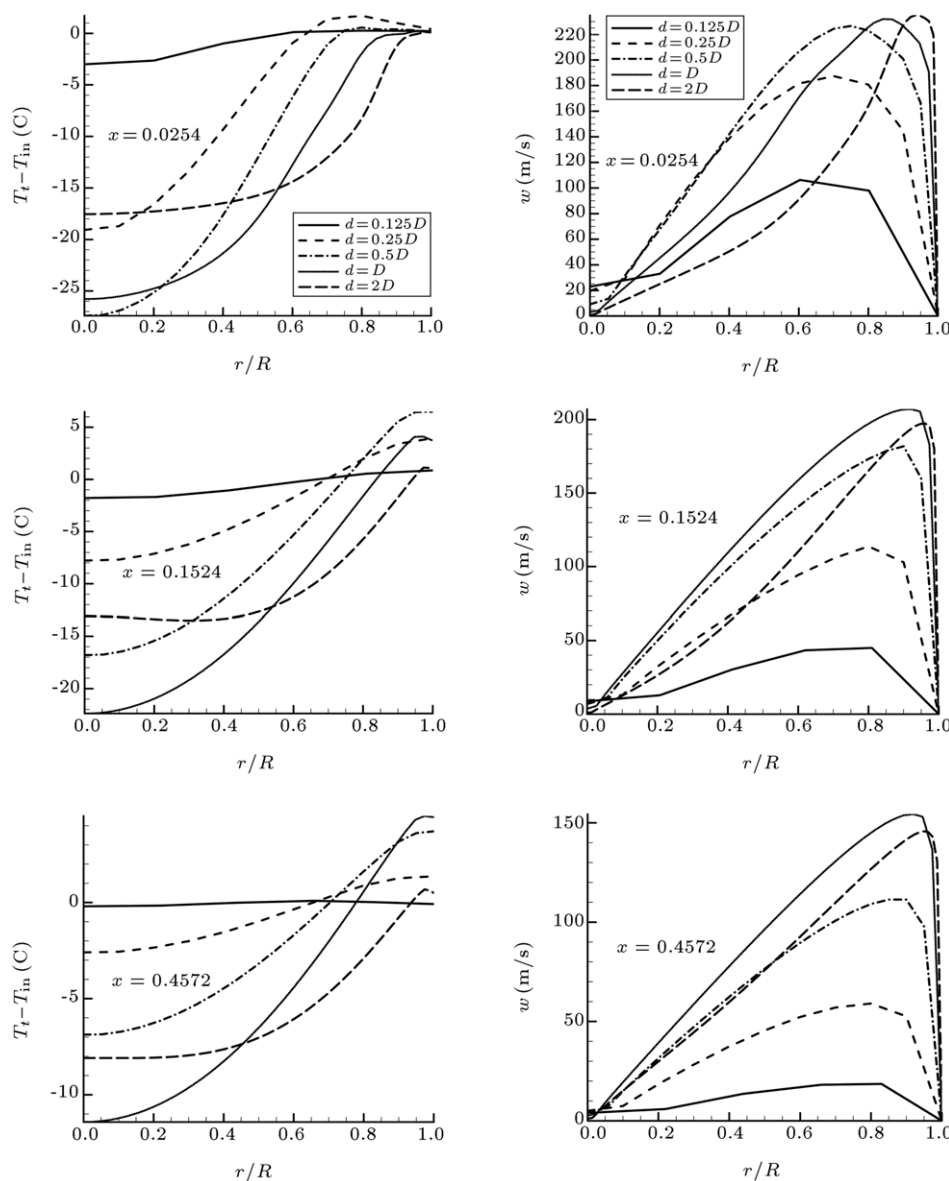 0
-5
-10
-15
-20
-25
T_t − T_in (C)
x = 0.0254
d = 0.125D
d = 0.25D
d = 0.5D
d = D
d = 2D
0.0 0.2 0.4 0.6 0.8 1.0
r/R
220
200
180
160
140
120
100
80
60
40
20
0
w (m/s)
d = 0.125D
d = 0.25D
d = 0.5D
d = D
d = 2D
x = 0.0254
0.0 0.2 0.4 0.6 0.8 1.0
r/R
5
0
-5
-10
-15
-20
T_t − T_in (C)
x = 0.1524
0.0 0.2 0.4 0.6 0.8 1.0
r/R
200
150
100
50
0
w (m/s)
x = 0.1524
0.0 0.2 0.4 0.6 0.8 1.0
r/R
0
-5
-10
T_t − T_in (C)
x = 0.4572
0.0 0.2 0.4 0.6 0.8 1.0
r/R
150
100
50
0
w (m/s)
x = 0.4572
0.0 0.2 0.4 0.6 0.8 1.0
r/R